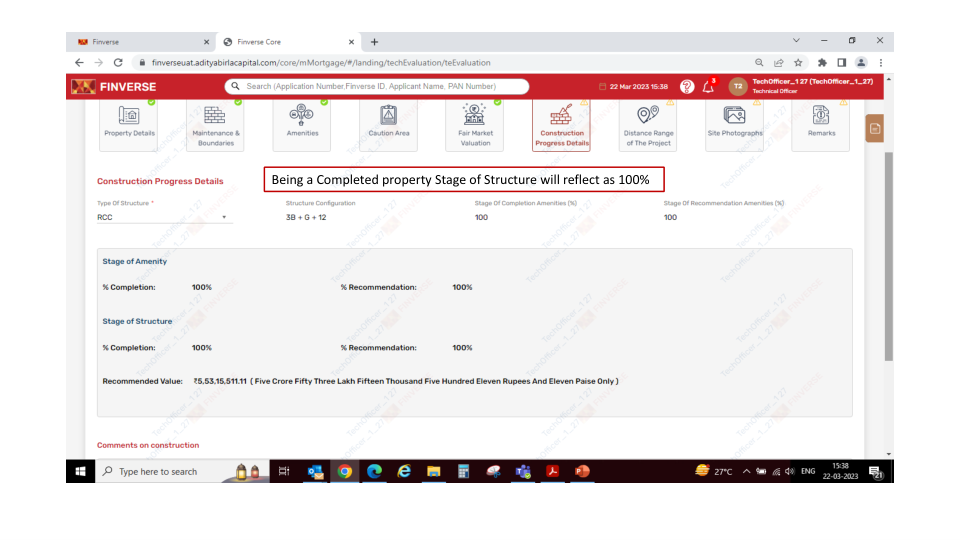 Finverse
Finverse Core
finverseuat.adityabirlacapital.com/core/mMortgage/#/landing/techEvaluation/teEvaluation
FINVERSE
Search (Application Number,Finverse ID, Applicant Name, PAN Number)
22 Mar 2023 15:38
3
T2
TechOfficer_1 27 (TechOfficer_1_27)
Technical Officer
Property Details
Maintenance & Boundaries
Amenities
Caution Area
Fair Market Valuation
Construction Progress Details
Distance Range of The Project
Site Photographs
Remarks
Construction Progress Details
Being a Completed property Stage of Structure will reflect as 100%
Type Of Structure *
Structure Configuration
Stage Of Completion Amenities (%)
Stage Of Recommendation Amenities (%)
RCC
3B + G + 12
100
100
Stage of Amenity
% Completion: 100% % Recommendation: 100%
Stage of Structure
% Completion: 100% % Recommendation: 100%
Recommended Value: ₹5,53,15,511.11 ( Five Crore Fifty Three Lakh Fifteen Thousand Five Hundred Eleven Rupees And Eleven Paise Only )
Comments on construction
Type here to search
27°C
ENG
15:38
22-03-2023
21